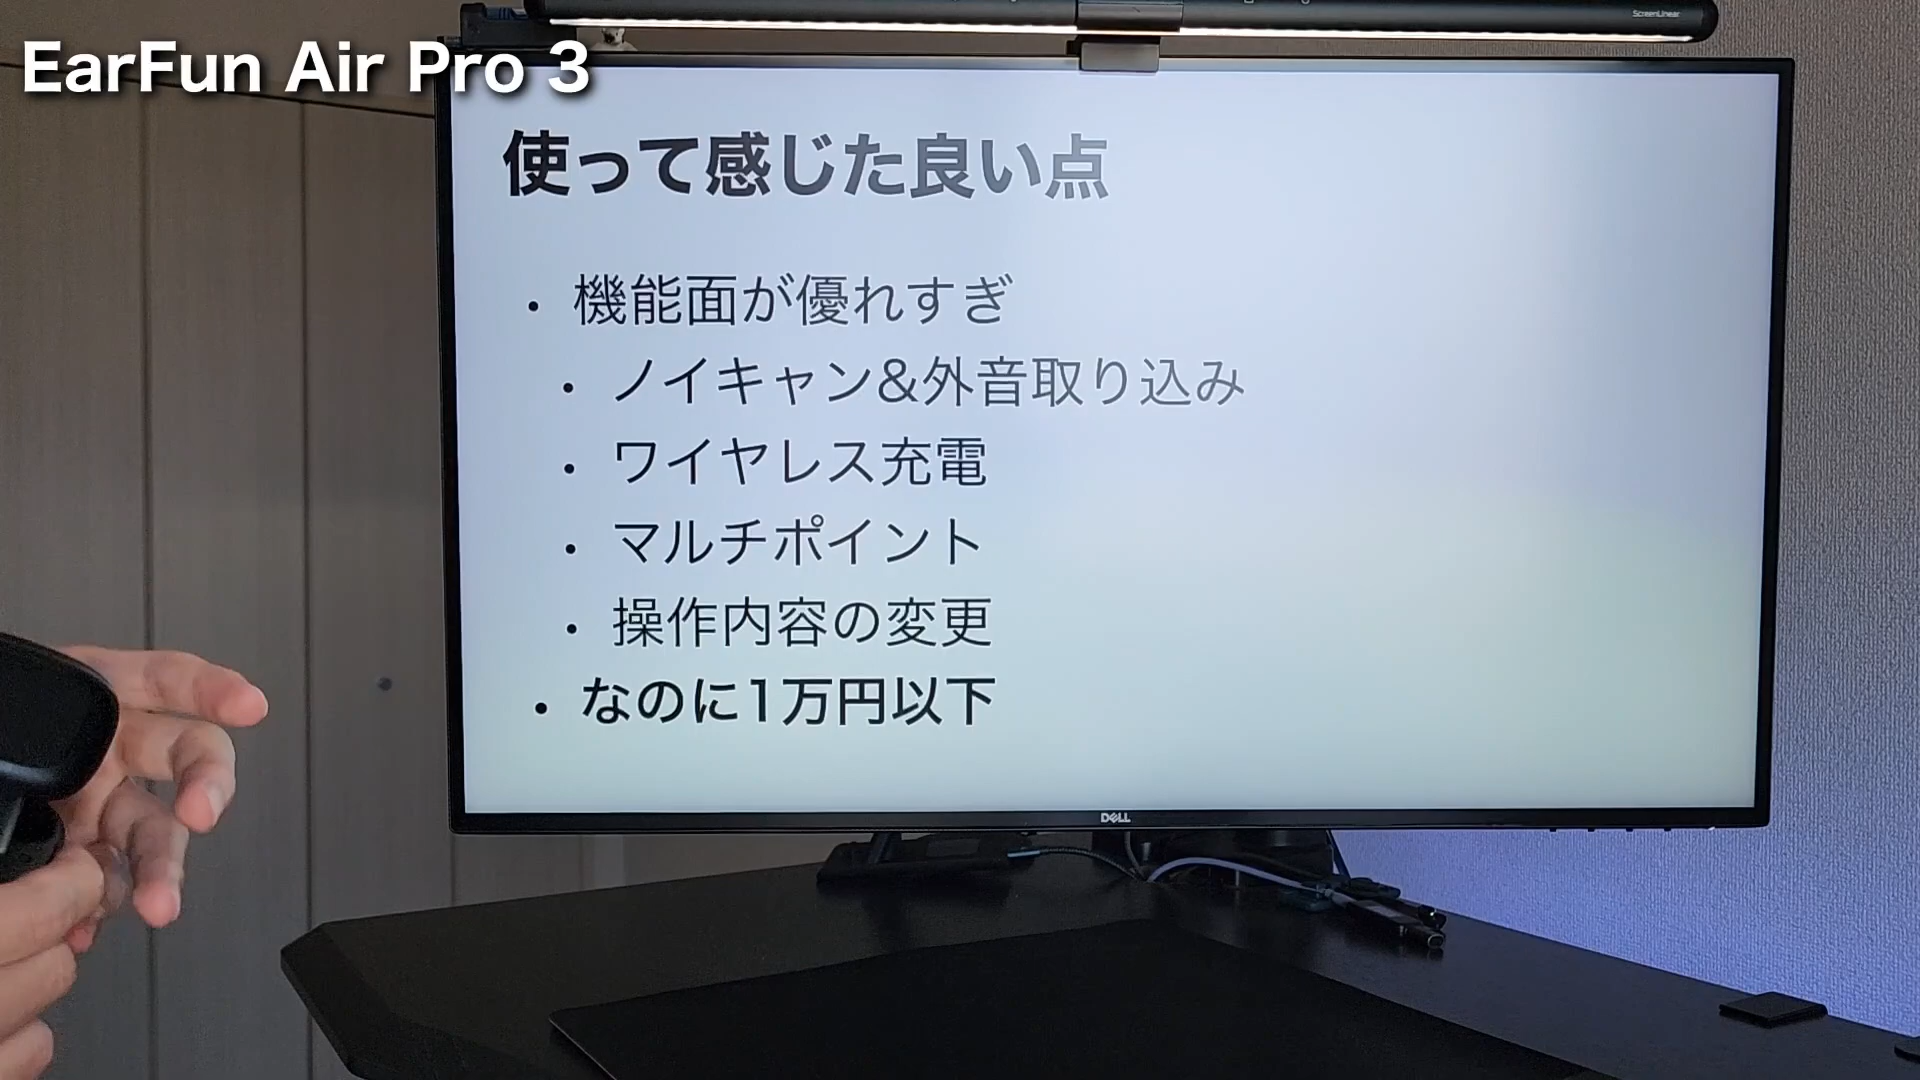 ScreenLinear
EarFun Air Pro 3
使って感じた良い点
• 機能面が優れすぎ
• ノイキャン&外音取り込み
• ワイヤレス充電
• マルチポイント
• 操作内容の変更
• なのに1万円以下
DELL